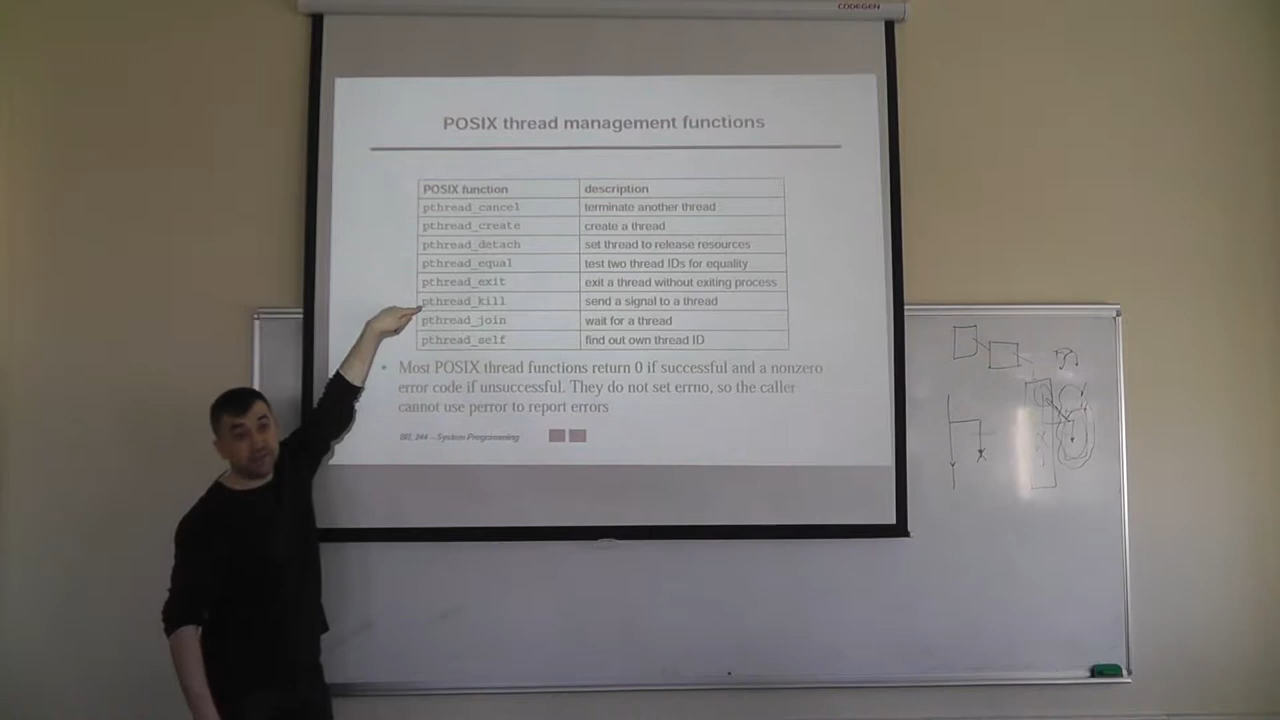 CODEGEN
POSIX thread management functions
POSIX function description
pthread_cancel terminate another thread
pthread_create create a thread
pthread_detach set thread to release resources
pthread_equal test two thread IDs for equality
pthread_exit exit a thread without exiting process
pthread_kill send a signal to a thread
pthread_join wait for a thread
pthread_self find out own thread ID
• Most POSIX thread functions return 0 if successful and a nonzero
error code if unsuccessful. They do not set errno, so the caller
cannot use perror to report errors
344 – System Programming